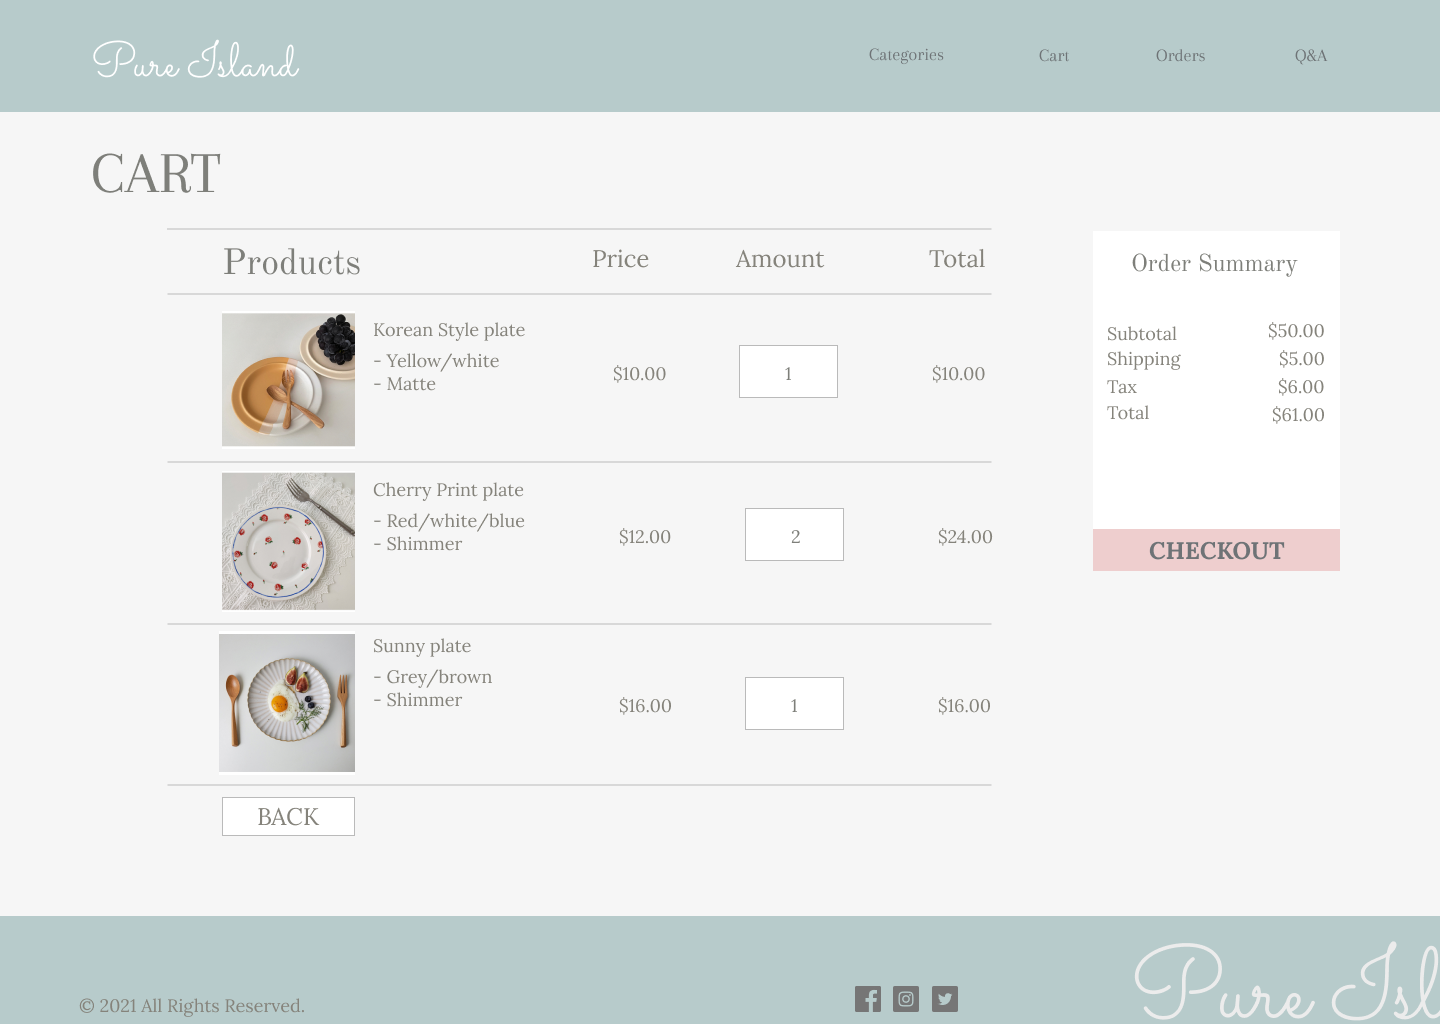 Pure Island
Categories
Cart
Orders
Q&A
CART
Products
Price
Amount
Total
Korean Style plate
- Yellow/white
- Matte
$10.00
1
$10.00
Cherry Print plate
- Red/white/blue
- Shimmer
$12.00
2
$24.00
Sunny plate
- Grey/brown
- Shimmer
$16.00
1
$16.00
BACK
Order Summary
Subtotal $50.00
Shipping $5.00
Tax $6.00
Total $61.00
CHECKOUT
© 2021 All Rights Reserved.
Pure Isl